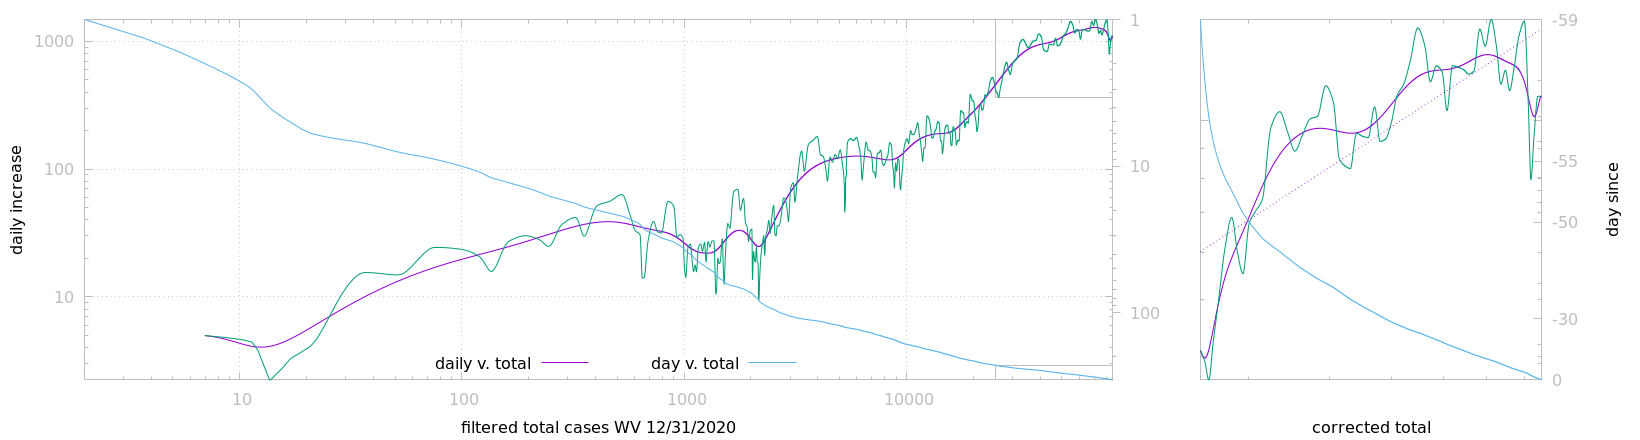 1000
100
10
daily increase
1
10
100
daily v. total
day v. total
10
100
1000
10000
filtered total cases WV 12/31/2020
-59
-55
-50
-30
0
day since
corrected total